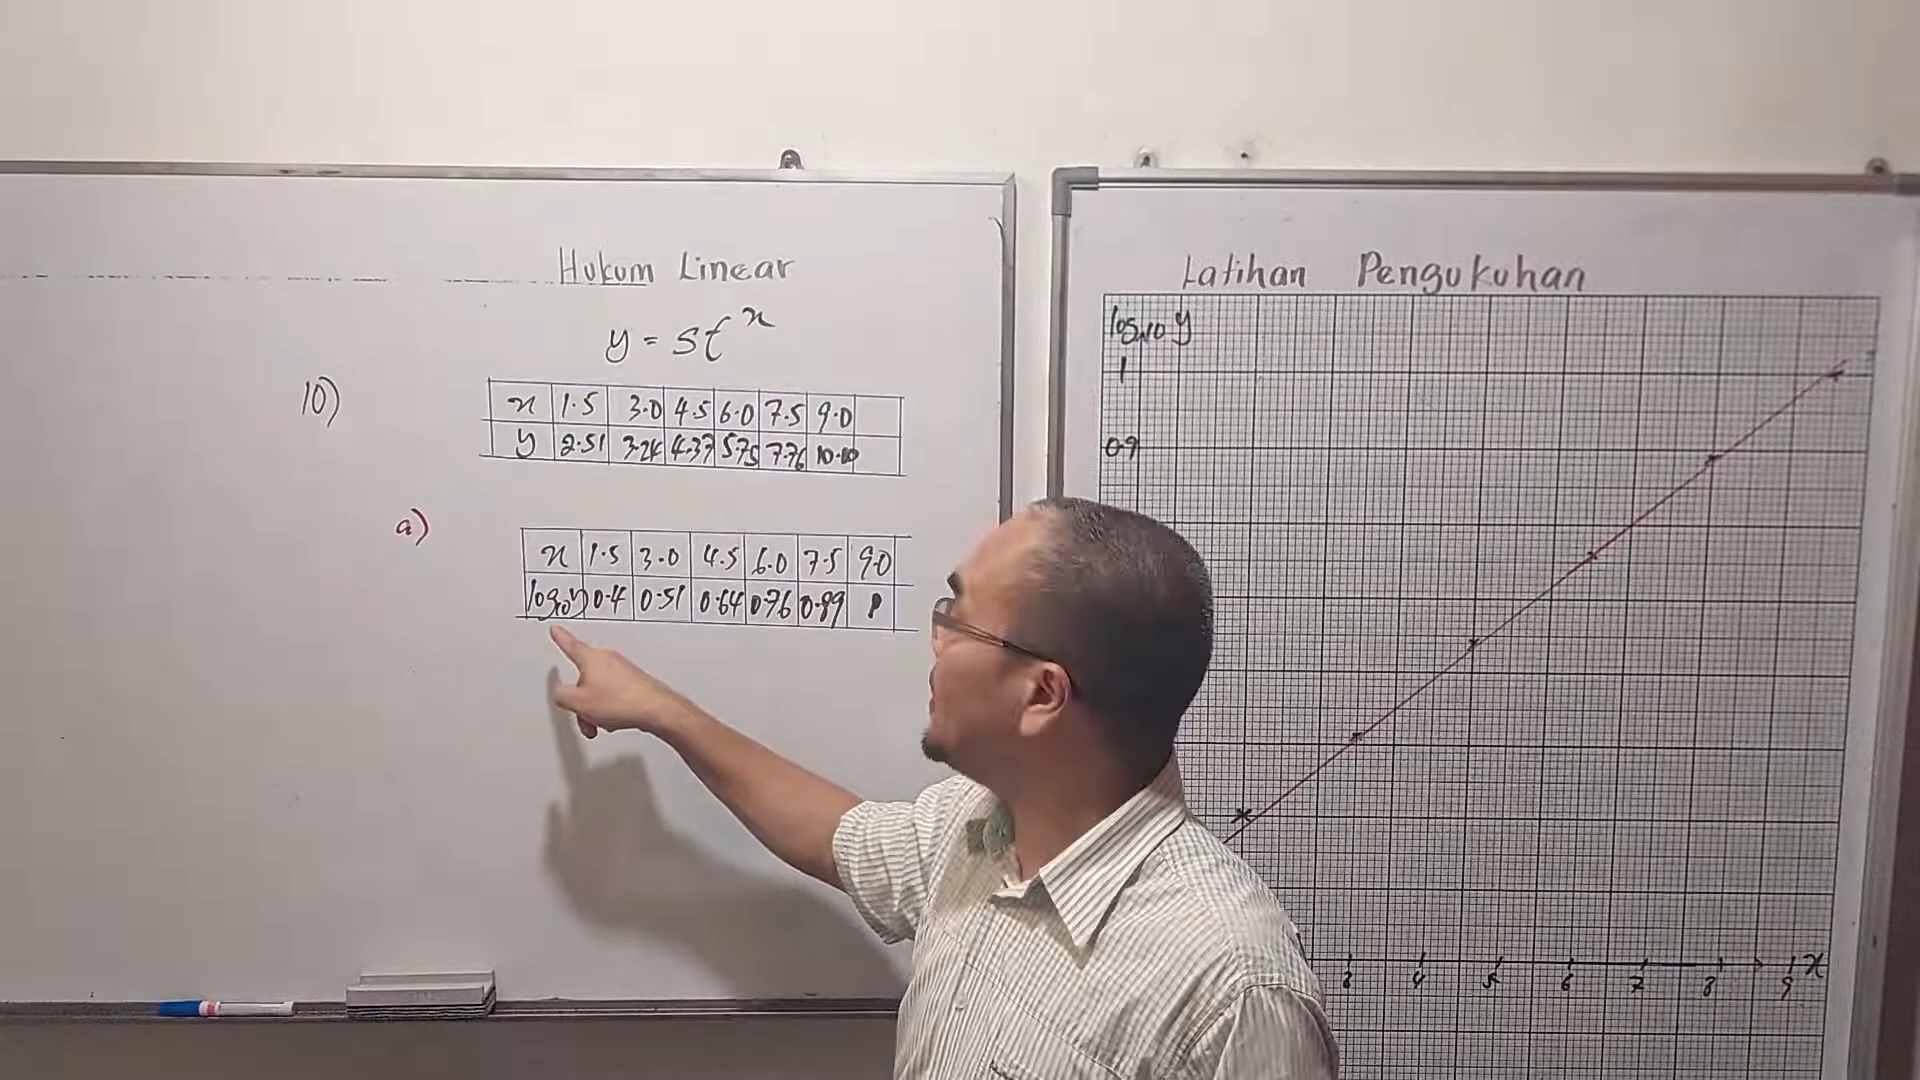 Hukum Linear
y = st^x
10)
x 1.5 3.0 4.5 6.0 7.5 9.0
y 2.51 3.24 4.37 5.75 7.76 10.10
a)
x 1.5 3.0 4.5 6.0 7.5 9.0
log10y 0.4 0.51 0.64 0.76 0.89 1
Latihan Pengukuhan
log10 y
1
0.9
3 4 5 6 7 8 9 x